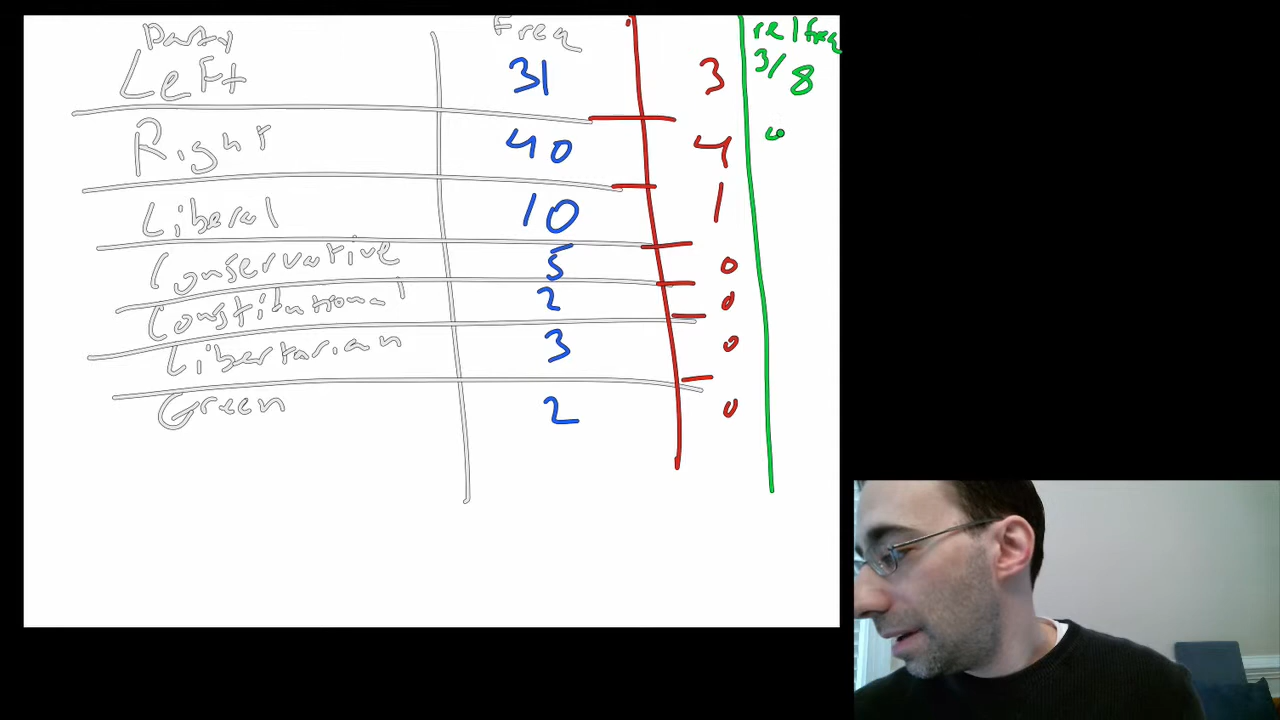 Party Freq rel freq
Left 31 3 3/8
Right 40 4
Liberal 10 1
Conservative 5 0
Constitutional 2 0
Libertarian 3 0
Green 2 0